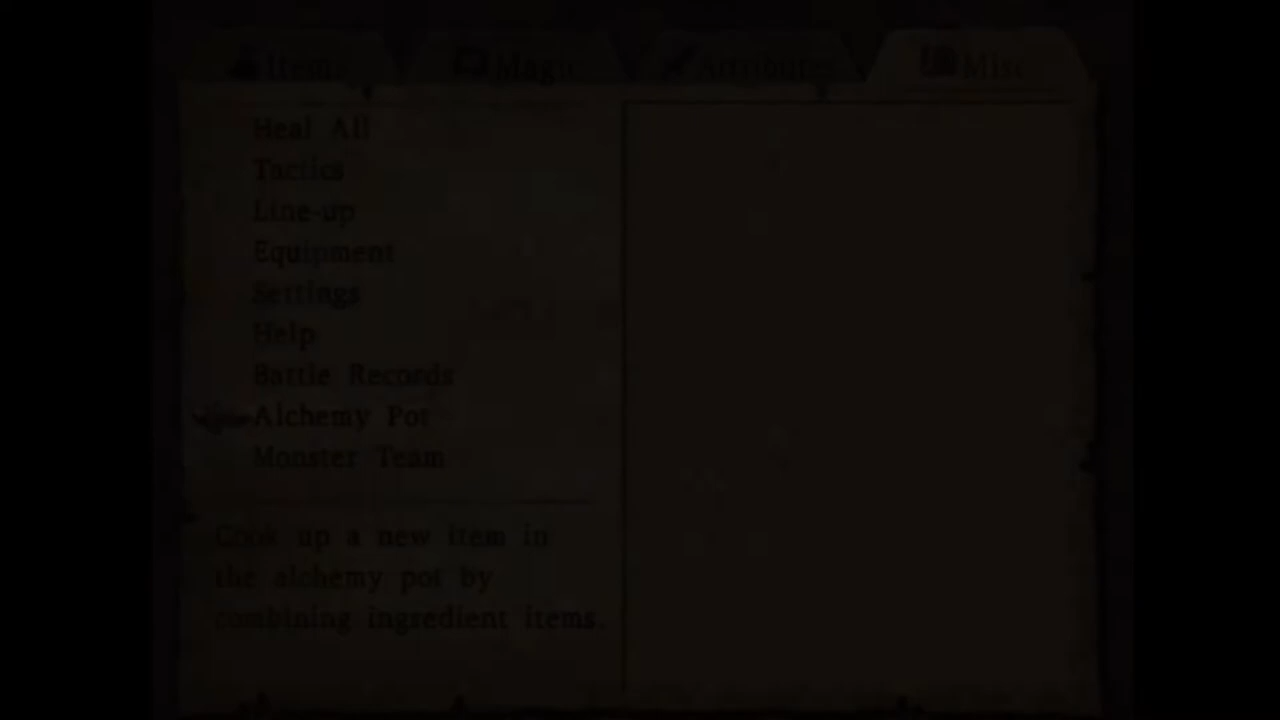 Items Magic Attributes Misc.
Heal All
Tactics
Line-up
Equipment
Settings
Help
Battle Records
Alchemy Pot
Monster Team
Cook up a new item in
the alchemy pot by
combining ingredient items.